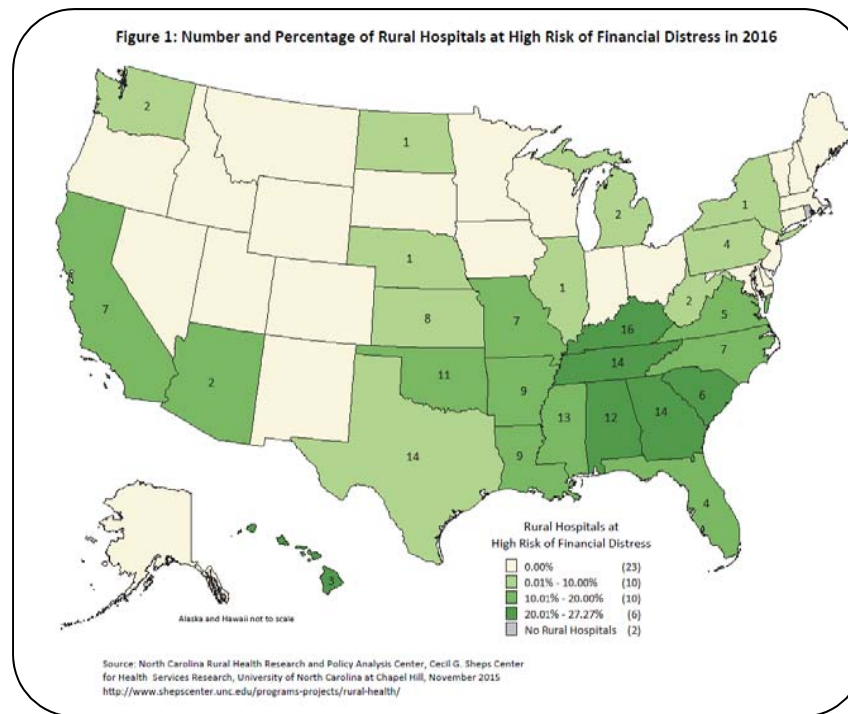 Figure 1: Number and Percentage of Rural Hospitals at High Risk of Financial Distress in 2016
2
1
2
1
1
4
1
2
8
7
5
7
16
7
2
11
14
9
6
13
12
14
14
9
4
3
Alaska and Hawaii not to scale
Rural Hospitals at
High Risk of Financial Distress
0.00% (23)
0.01% - 10.00% (10)
10.01% - 20.00% (10)
20.01% - 27.27% (6)
No Rural Hospitals (2)
Source: North Carolina Rural Health Research and Policy Analysis Center, Cecil G. Sheps Center
for Health Services Research, University of North Carolina at Chapel Hill, November 2015
http://www.shepscenter.unc.edu/programs-projects/rural-health/